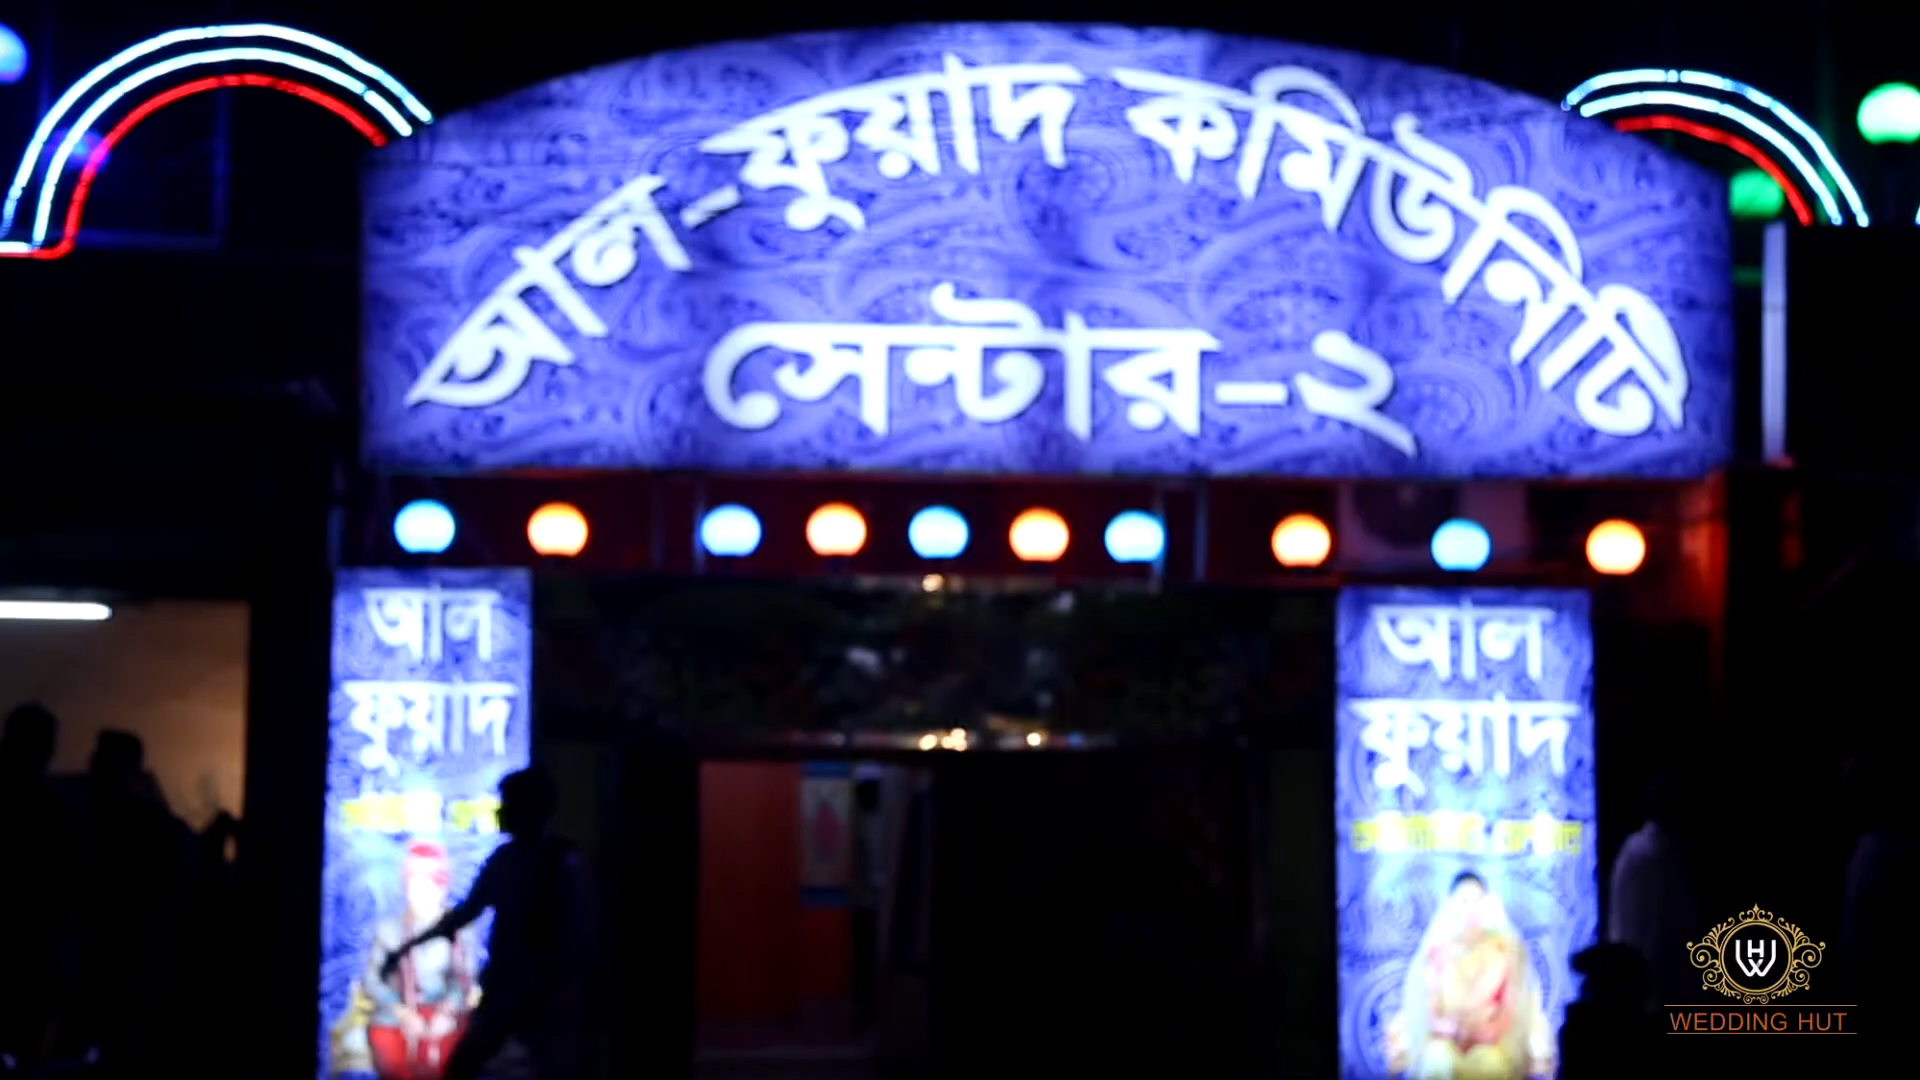 আল-ফুয়াদ কমিউনিটি
সেন্টার-২
আল
ফুয়াদ
আল
ফুয়াদ
WEDDING HUT